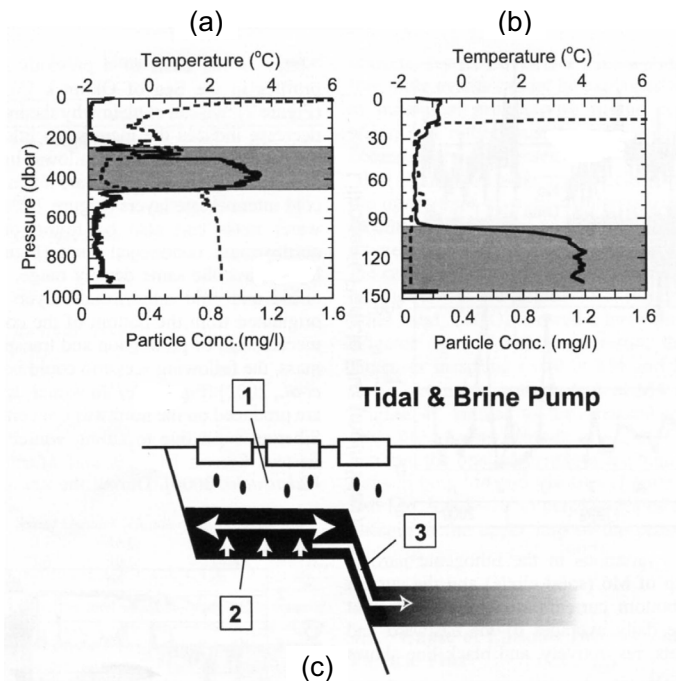 (a)
(b)
Temperature (°C)
-2 0 2 4 6
Temperature (°C)
-2 0 2 4 6
Pressure (dbar)
0
200
400
600
800
1000
0 0.4 0.8 1.2 1.6
Particle Conc.(mg/l)
0
30
60
90
120
150
0 0.4 0.8 1.2 1.6
Particle Conc.(mg/l)
1
Tidal & Brine Pump
3
2
(c)